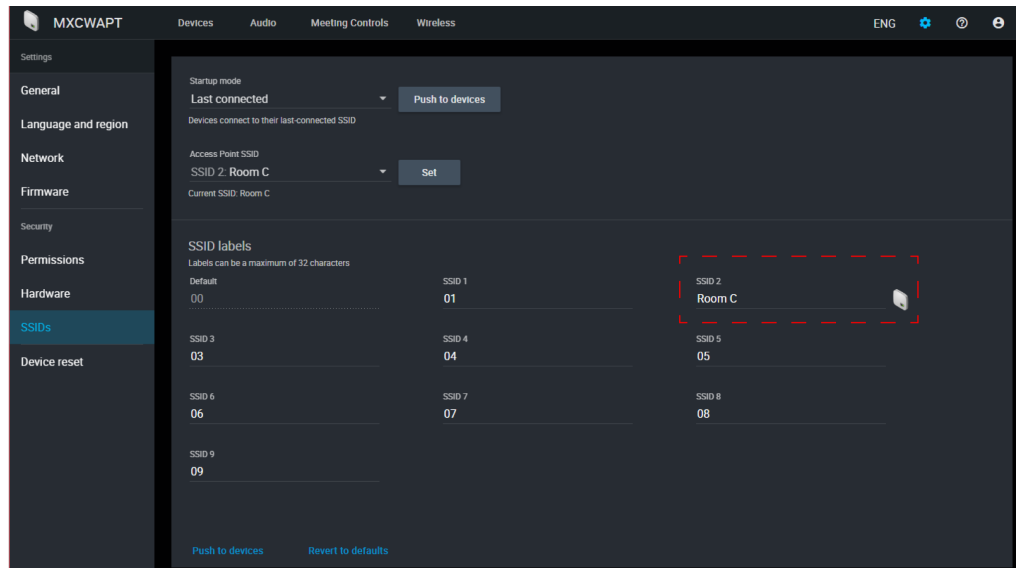 MXCWAPT Devices Audio Meeting Controls Wireless ENG
Settings
General
Language and region
Network
Firmware
Security
Permissions
Hardware
SSIDs
Device reset
Startup mode
Last connected Push to devices
Devices connect to their last-connected SSID
Access Point SSID
SSID 2: Room C Set
Current SSID: Room C
SSID labels
Labels can be a maximum of 32 characters
Default SSID 1 SSID 2
00 01 Room C
SSID 3 SSID 4 SSID 5
03 04 05
SSID 6 SSID 7 SSID 8
06 07 08
SSID 9
09
Push to devices Revert to defaults